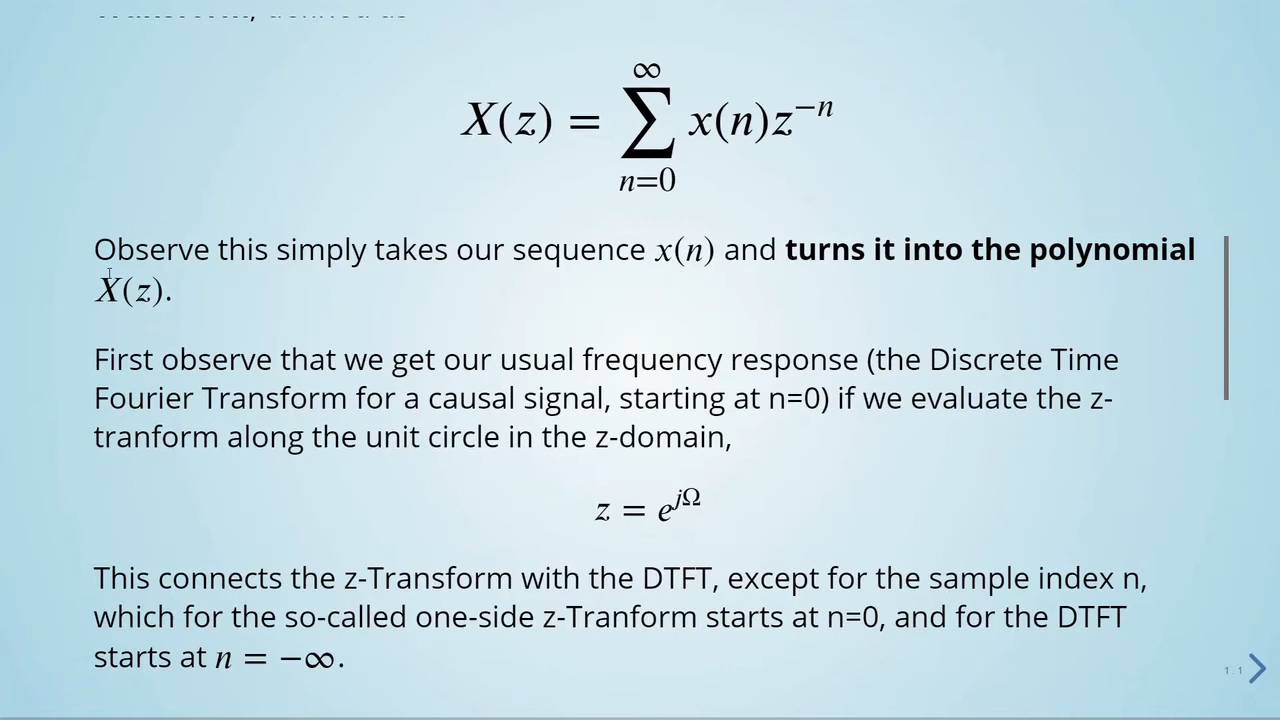 X(z) = ∑_{n=0}^{∞} x(n)z^{−n}
Observe this simply takes our sequence x(n) and turns it into the polynomial
X(z).
First observe that we get our usual frequency response (the Discrete Time
Fourier Transform for a causal signal, starting at n=0) if we evaluate the z-
tranform along the unit circle in the z-domain,
z = e^{jΩ}
This connects the z-Transform with the DTFT, except for the sample index n,
which for the so-called one-side z-Tranform starts at n=0, and for the DTFT
starts at n = −∞.
1.1